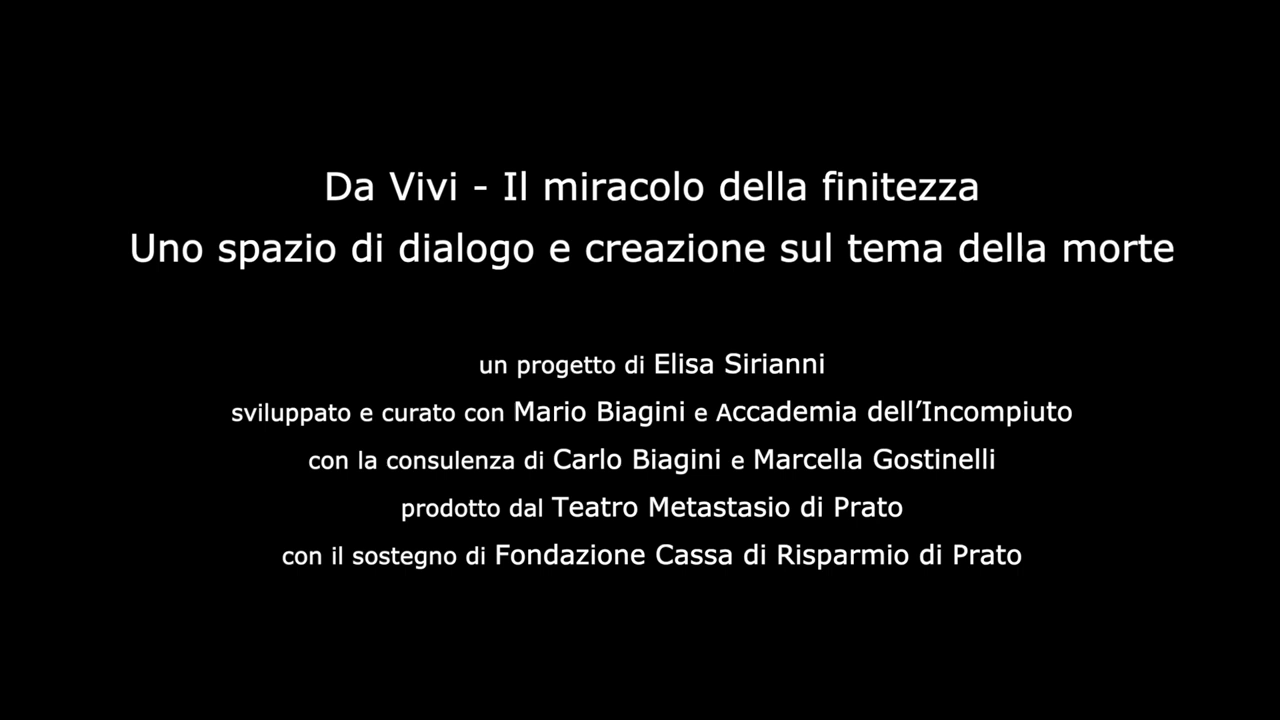 Da Vivi - Il miracolo della finitezza
Uno spazio di dialogo e creazione sul tema della morte
un progetto di Elisa Sirianni
sviluppato e curato con Mario Biagini e Accademia dell’Incompiuto
con la consulenza di Carlo Biagini e Marcella Gostinelli
prodotto dal Teatro Metastasio di Prato
con il sostegno di Fondazione Cassa di Risparmio di Prato